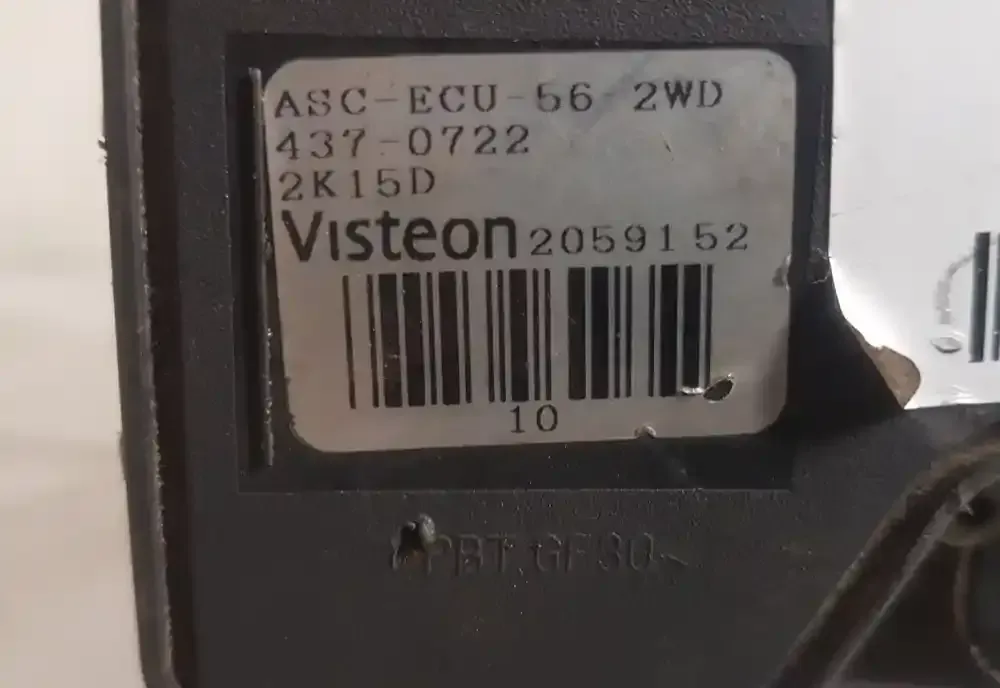 ASC-ECU-56-2WD
437-0722
2K15D
Visteon 2059152
10
PBT GF30